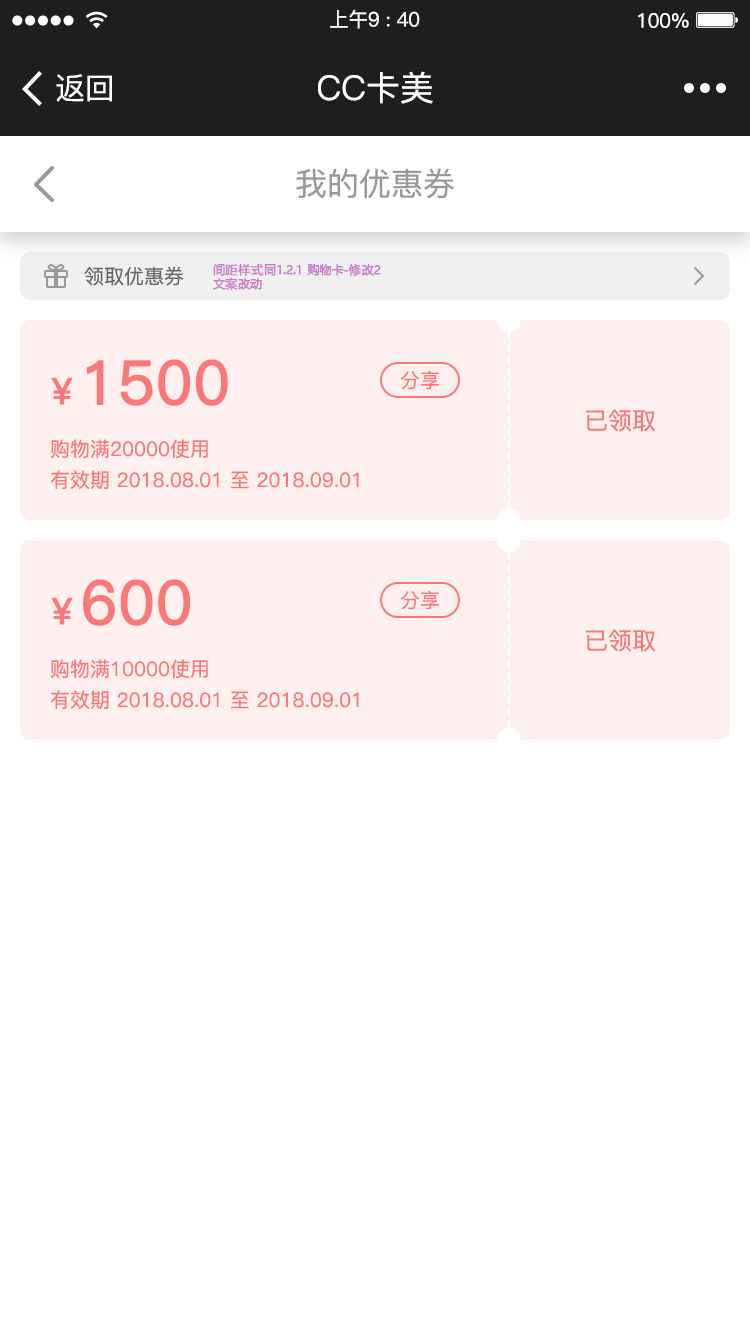 上午9 : 40
100%
返回
CC卡美
我的优惠券
领取优惠券
间距样式同1.2.1 购物卡-修改2
文案改动
¥1500
分享
已领取
购物满20000使用
有效期 2018.08.01 至 2018.09.01
¥600
分享
已领取
购物满10000使用
有效期 2018.08.01 至 2018.09.01